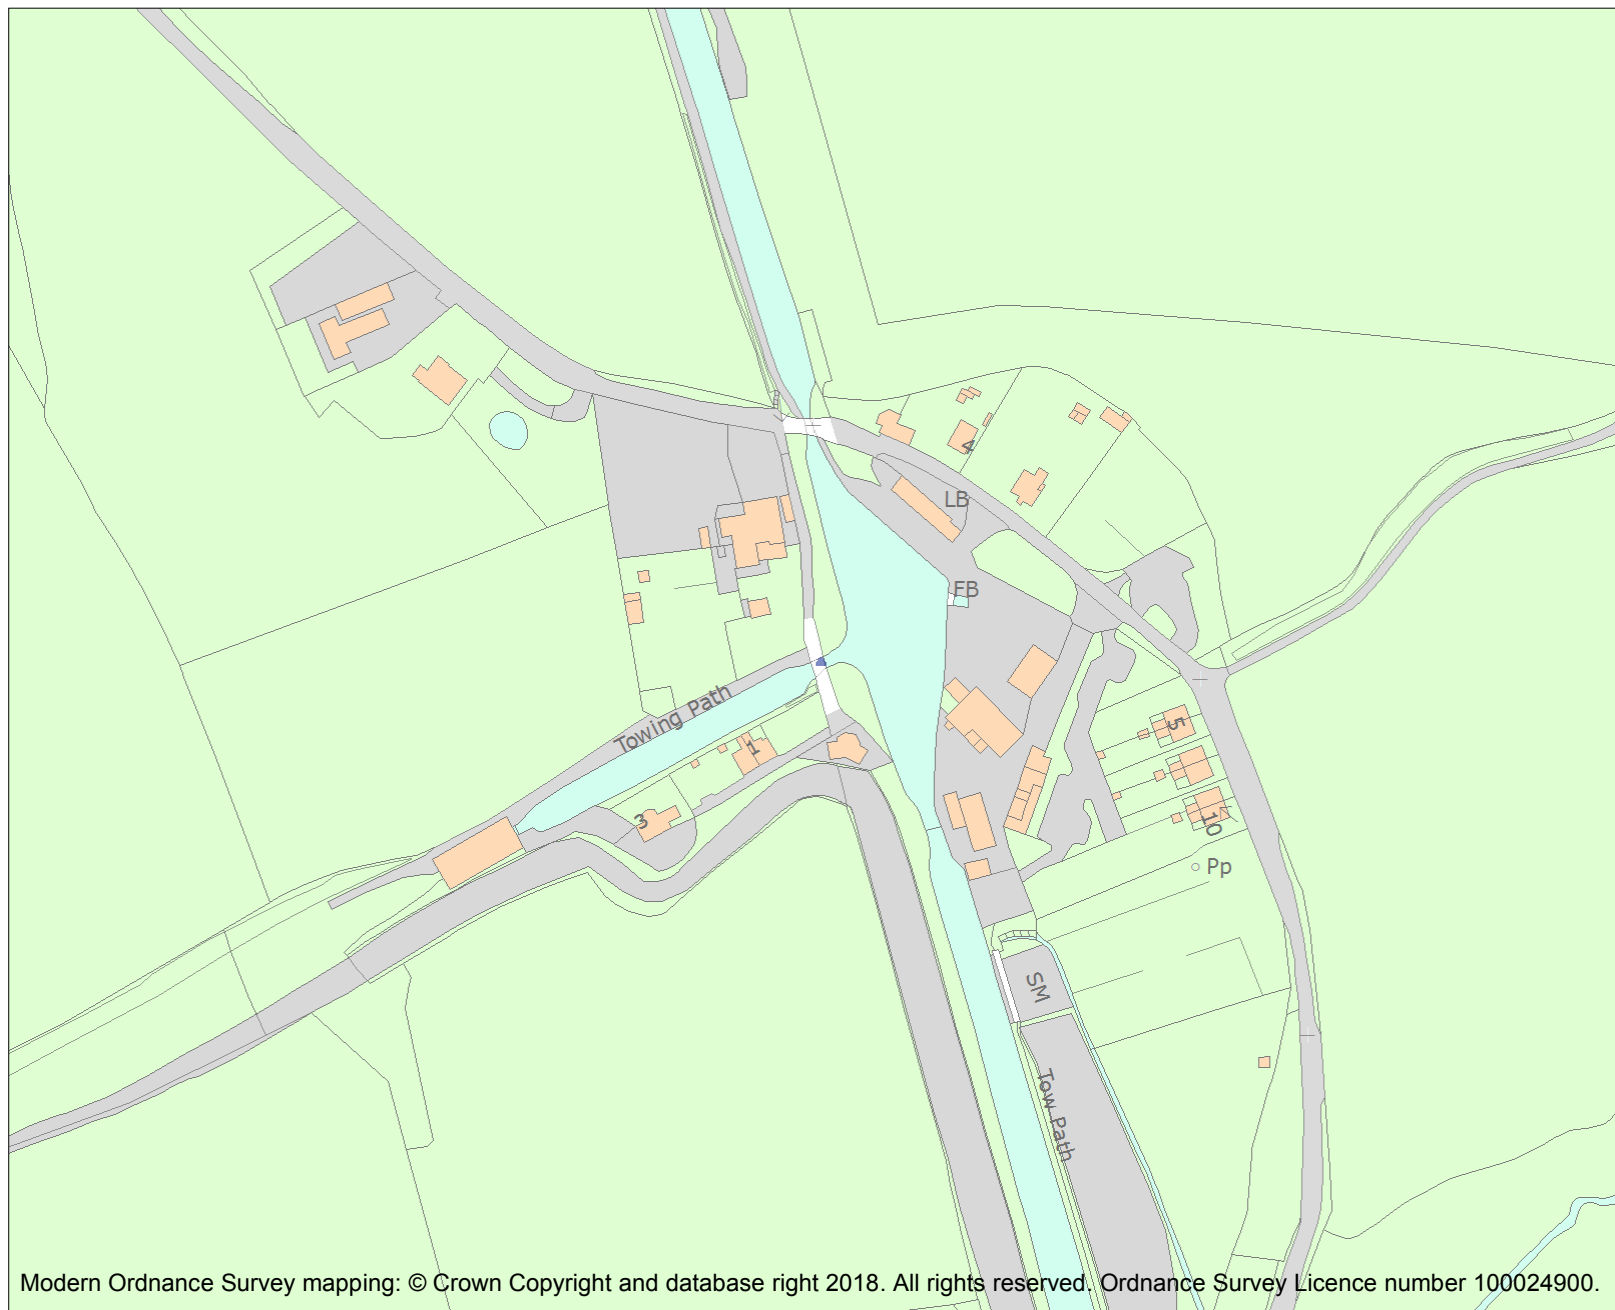 4
LB
FB
Towing Path
5
1
3
10
Pp
SM
Tow Path
Modern Ordnance Survey mapping: © Crown Copyright and database right 2018. All rights reserved. Ordnance Survey Licence number 100024900.